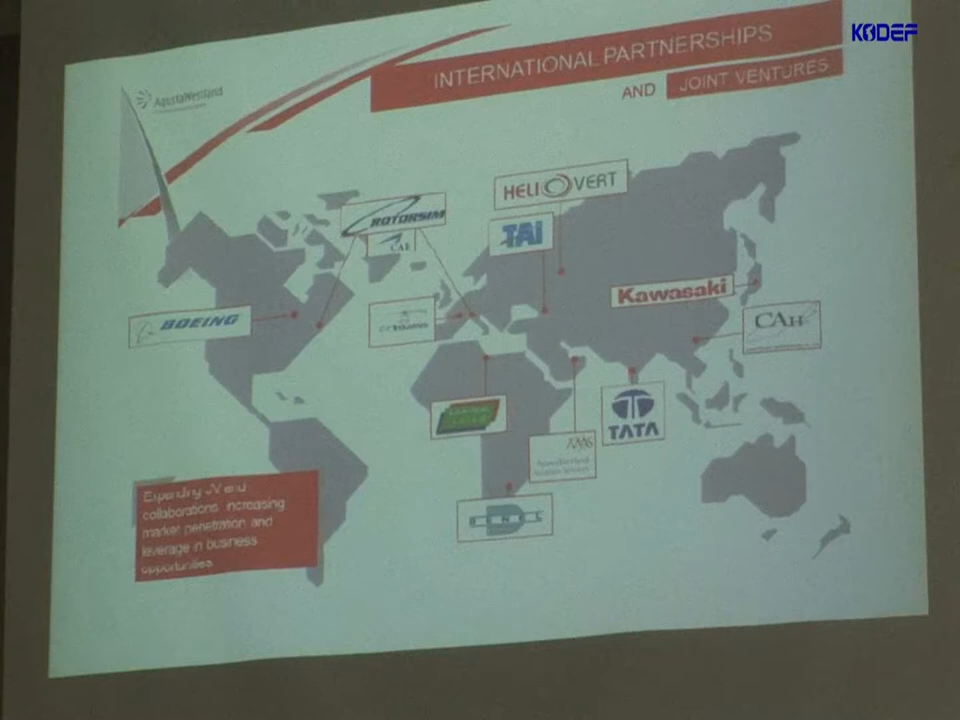 KODEF
INTERNATIONAL PARTNERSHIPS
AND JOINT VENTURES
AgustaWestland
HELI VERT
ROTORSIM
CAE
TAI
Kawasaki
BOEING
CAH
TATA
DENEL
Expanding JV and
collaborations, increasing
market penetration and
leverage in business
opportunities